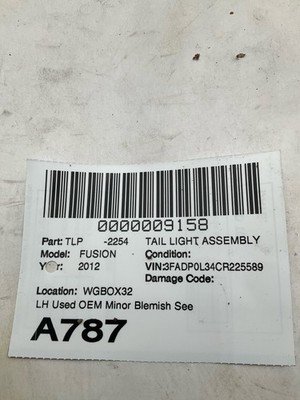 0000009158
Part: TLP -2254 TAIL LIGHT ASSEMBLY
Model: FUSION Condition:
Year: 2012 VIN:3FADP0L34CR225589
Damage Code:
Location: WGBOX32
LH Used OEM Minor Blemish See
A787